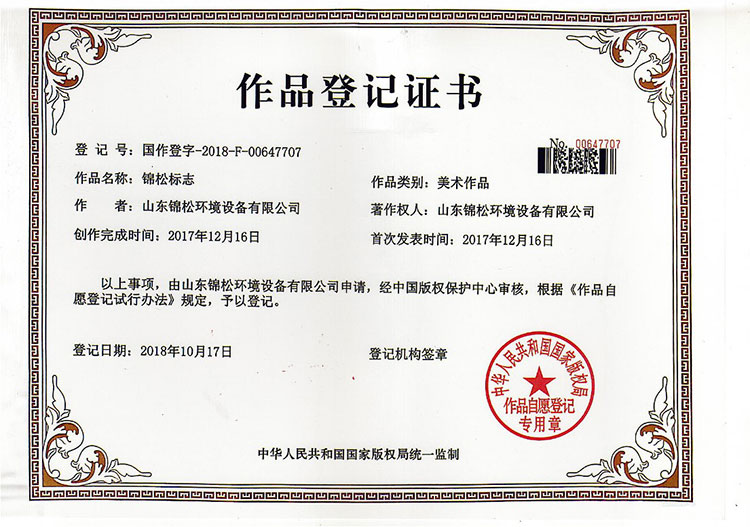 作品登记证书
No. 00647707
登 记 号：国作登字-2018-F-00647707
作品名称：锦松标志
作品类别：美术作品
作 者：山东锦松环境设备有限公司
著作权人：山东锦松环境设备有限公司
创作完成时间：2017年12月16日
首次发表时间：2017年12月16日
以上事项，由山东锦松环境设备有限公司申请，经中国版权保护中心审核，根据《作品自
愿登记试行办法》规定，予以登记。
登记日期：2018年10月17日
登记机构签章
中华人民共和国国家版权局
作品自愿登记
专用章
中华人民共和国国家版权局统一监制